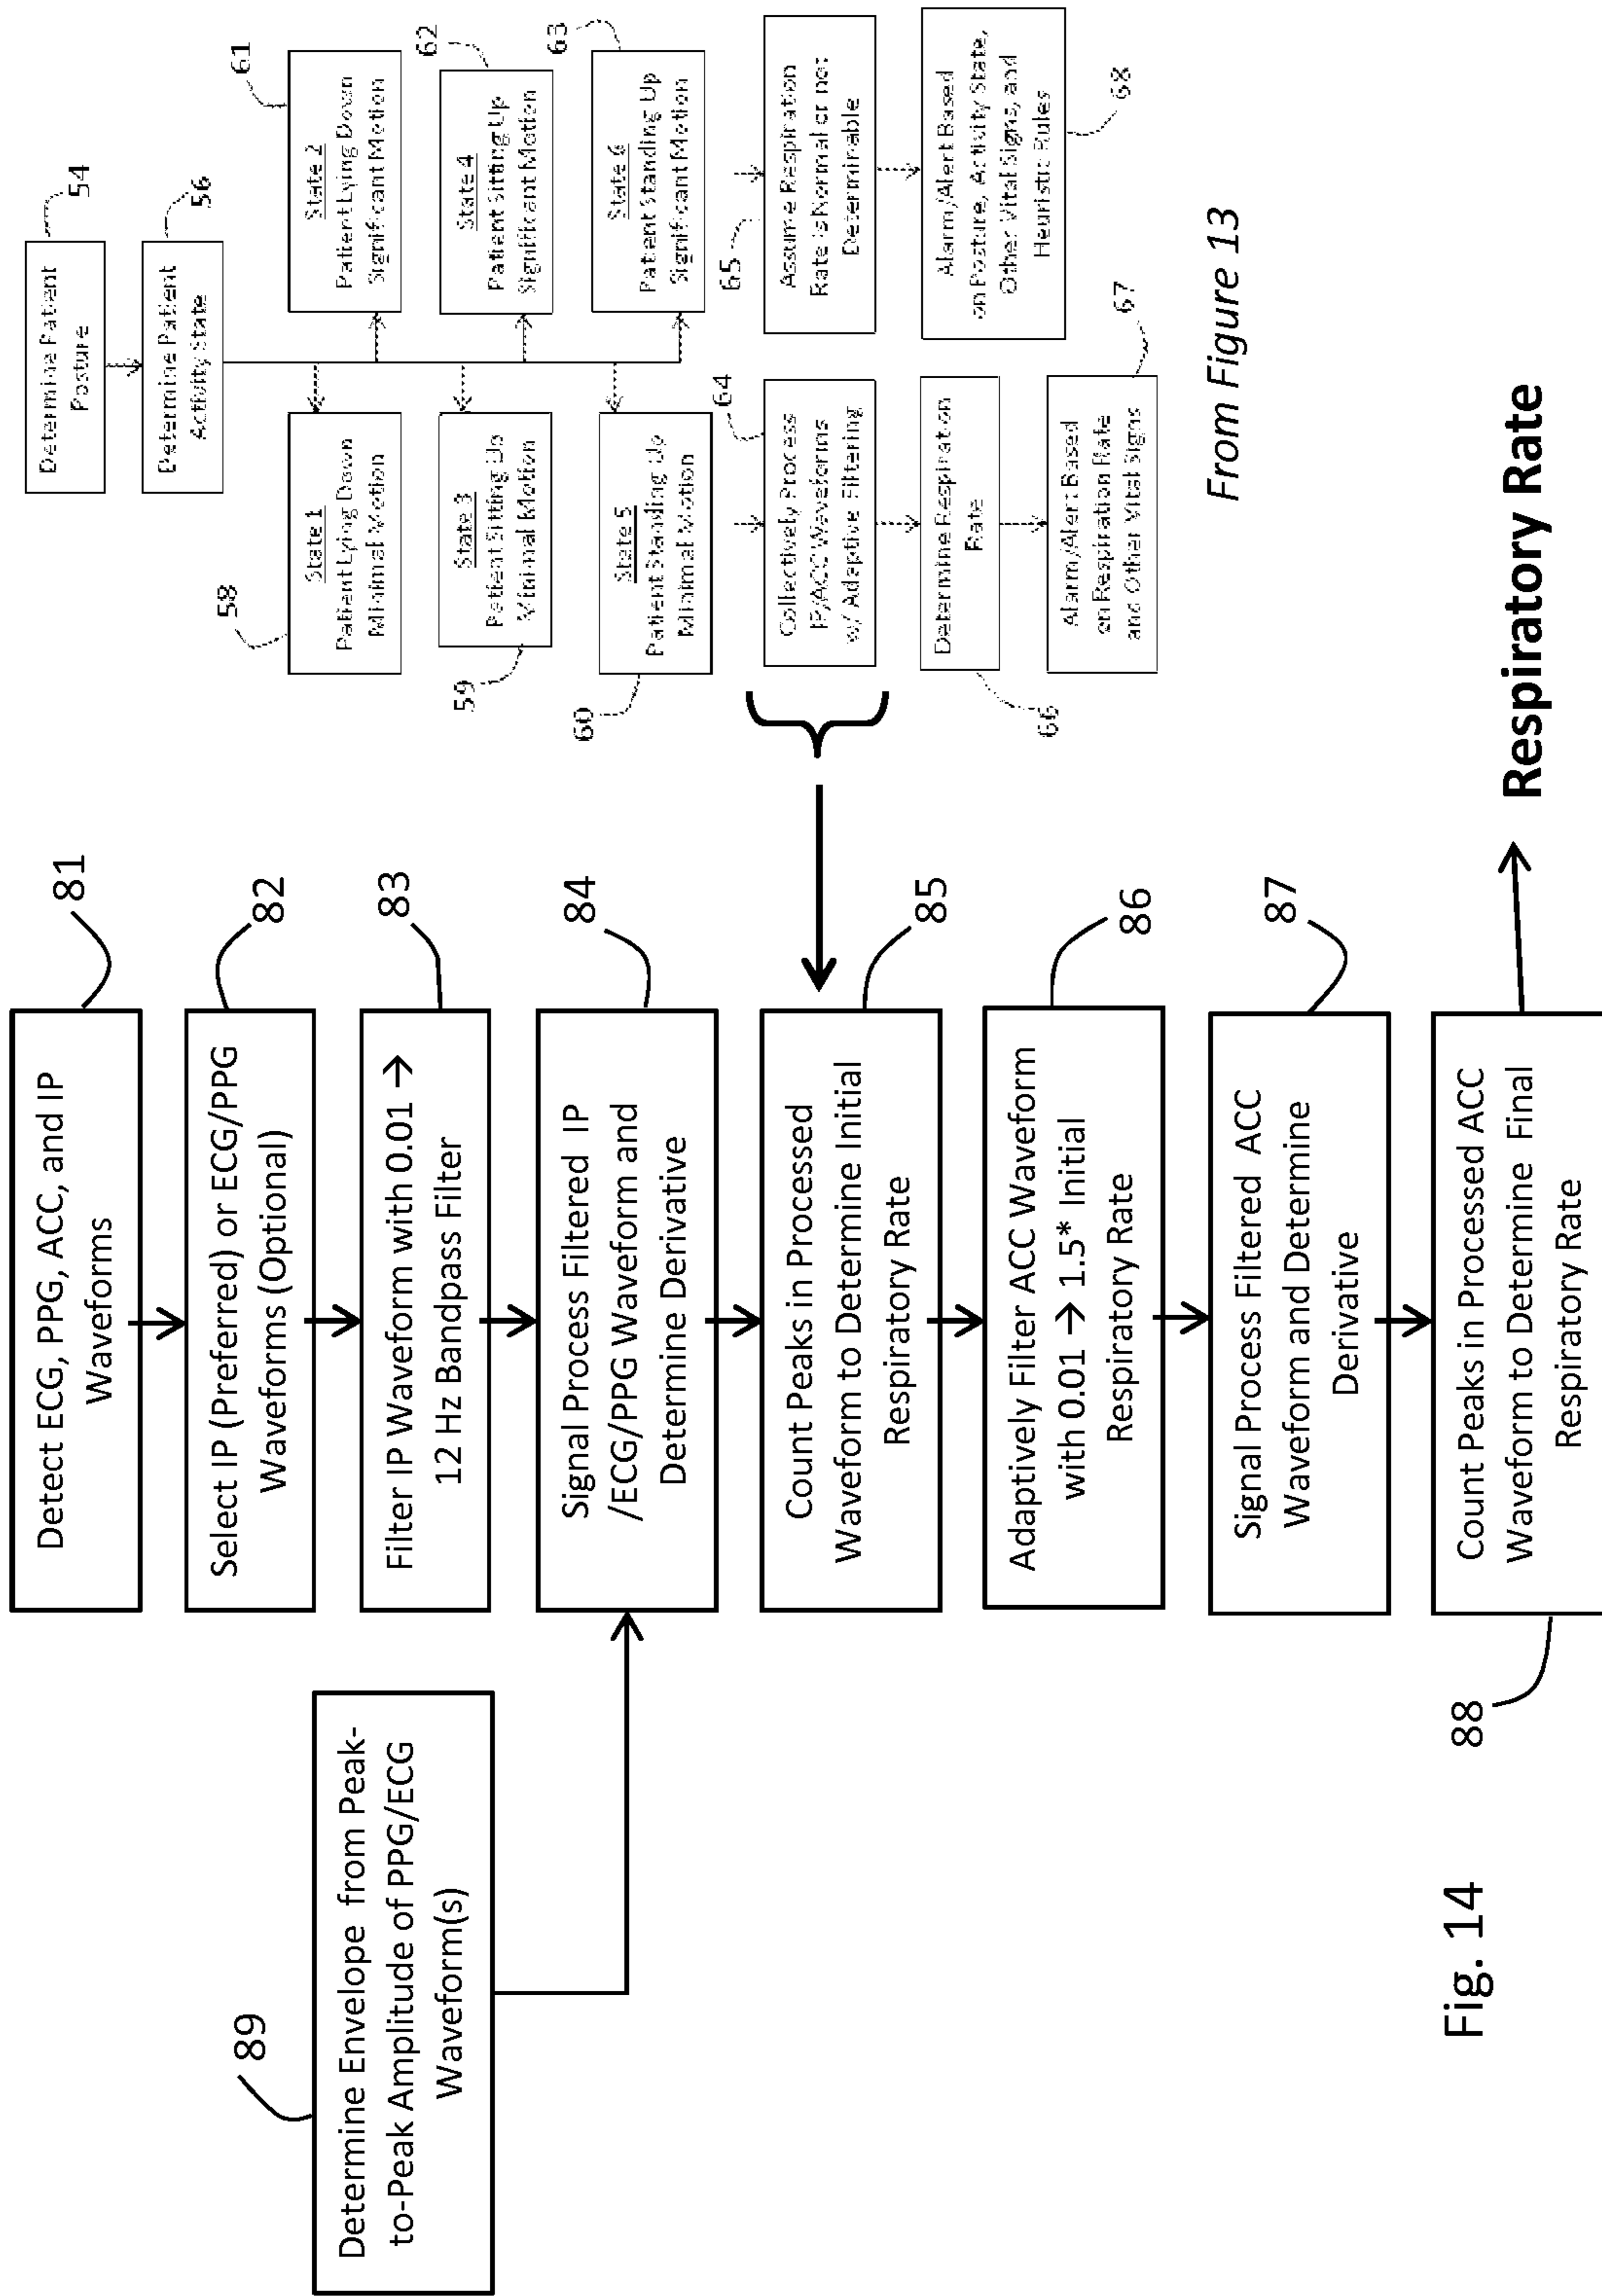 81
Detect ECG, PPG, ACC, and IP
Waveforms
82
Select IP (Preferred) or ECG/PPG
Waveforms (Optional)
83
Filter IP Waveform with 0.01 →
12 Hz Bandpass Filter
89
Determine Envelope from Peak-
to-Peak Amplitude of PPG/ECG
Waveform(s)
84
Signal Process Filtered IP
/ECG/PPG Waveform and
Determine Derivative
85
Count Peaks in Processed
Waveform to Determine Initial
Respiratory Rate
86
Adaptively Filter ACC Waveform
with 0.01 → 1.5* Initial
Respiratory Rate
87
Signal Process Filtered ACC
Waveform and Determine
Derivative
88
Count Peaks in Processed ACC
Waveform to Determine Final
Respiratory Rate
Respiratory Rate
54
Determine Patient
Posture
56
Determine Patient
Activity State
58
State 1
Patient Lying Down
Minimal Motion
61
State 2
Patient Lying Down
Significant Motion
59
State 3
Patient Sitting Up
Minimal Motion
62
State 4
Patient Sitting Up
Significant Motion
60
State 5
Patient Standing Up
Minimal Motion
63
State 6
Patient Standing Up
Significant Motion
64
Collectively Process
IP/ACC Waveforms
w/ Adaptive Filtering
65
Assume Respiration
Rate is Normal or not
Determinable
66
Determine Respiration
Rate
67
Alarm/Alert Based
on Respiration Rate
and Other Vital Signs
68
Alarm/Alert Based
on Posture, Activity State,
Other Vital Signs, and
Heuristic Rules
From Figure 13
Fig. 14